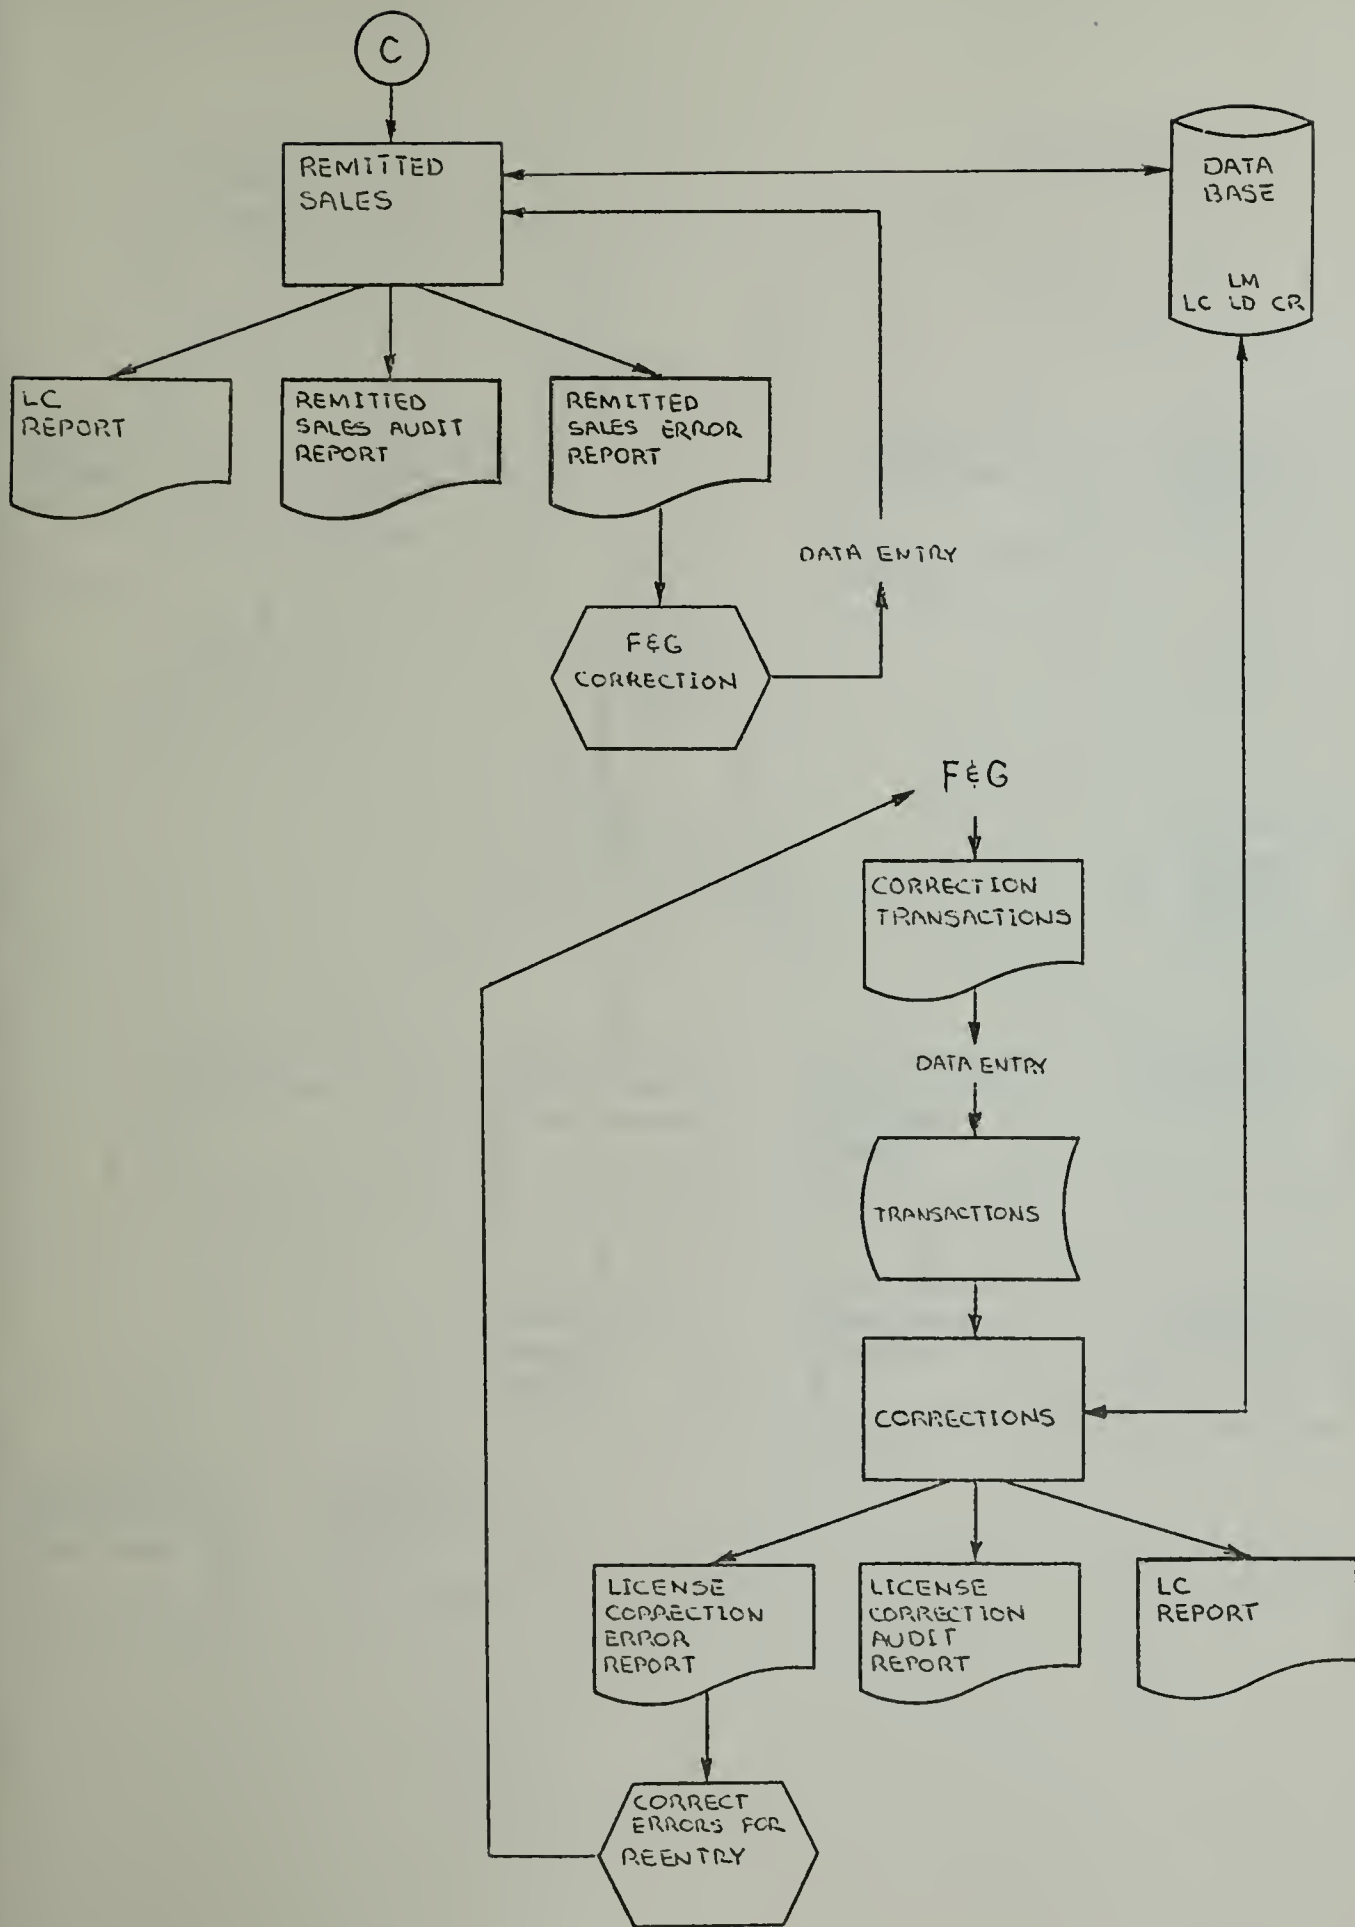 C
REMITTED
SALES
DATA
BASE
LM
LC LD CR
LC
REPORT
REMITTED
SALES AUDIT
REPORT
REMITTED
SALES ERROR
REPORT
DATA ENTRY
F&G
CORRECTION
F&G
CORRECTION
TRANSACTIONS
DATA ENTRY
TRANSACTIONS
CORRECTIONS
LICENSE
CORRECTION
ERROR
REPORT
LICENSE
CORRECTION
AUDIT
REPORT
LC
REPORT
CORRECT
ERRORS FOR
REENTRY